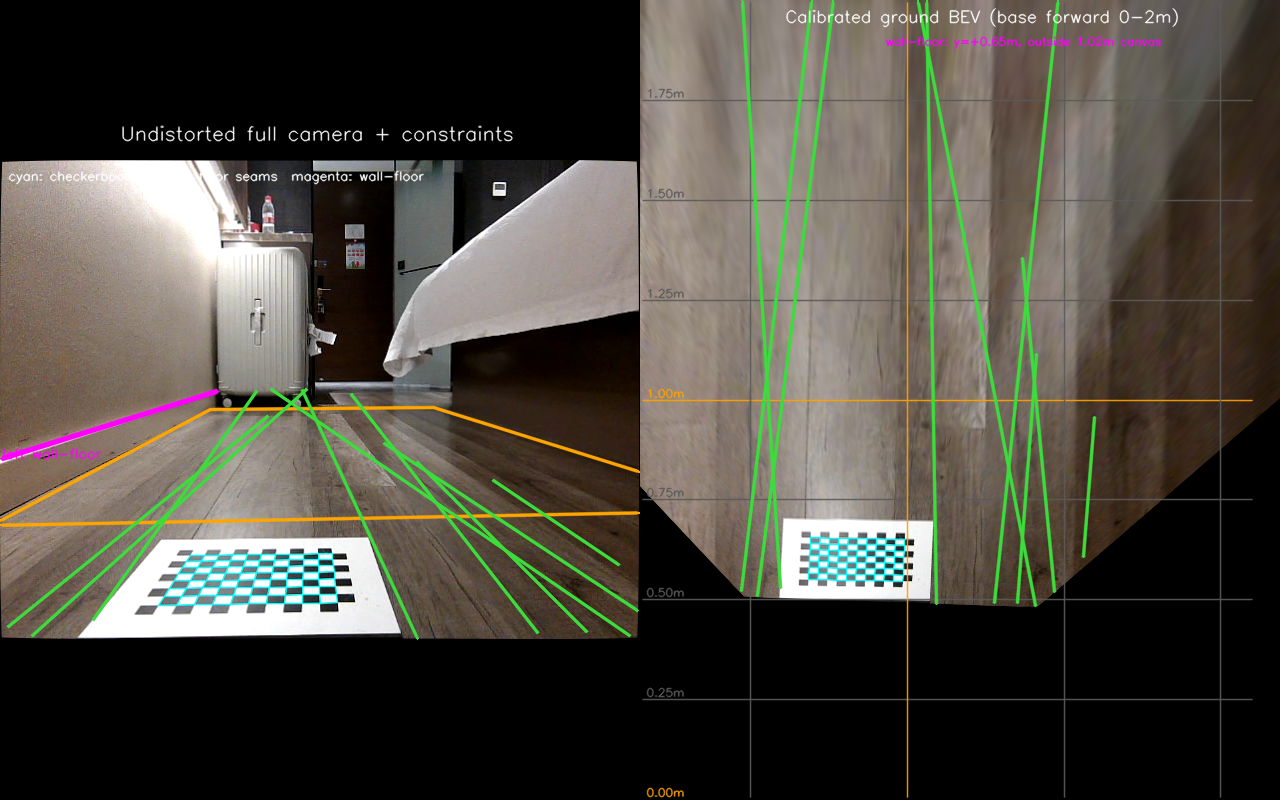 Undistorted full camera + constraints
cyan: checkerboa
or seams magenta: wall-floor
wall-floor
Calibrated ground BEV (base forward 0-2m)
wall-floor: y=+0.65m, outside 1.02m canvas
1.75m
1.50m
1.25m
1.00m
0.75m
0.50m
0.25m
0.00m